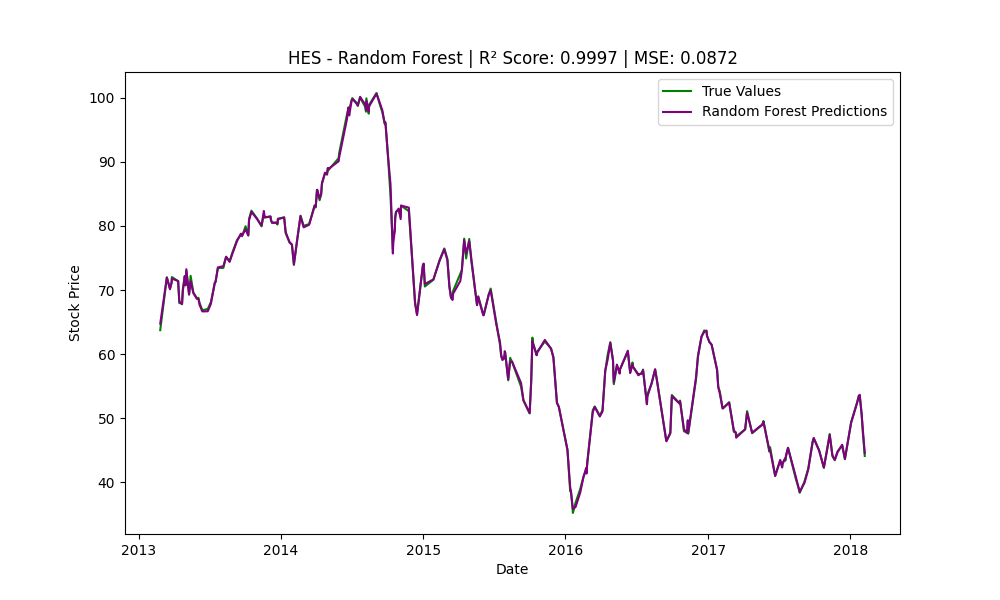 HES - Random Forest | R² Score: 0.9997 | MSE: 0.0872
True Values
Random Forest Predictions
Stock Price
100
90
80
70
60
50
40
2013 2014 2015 2016 2017 2018
Date